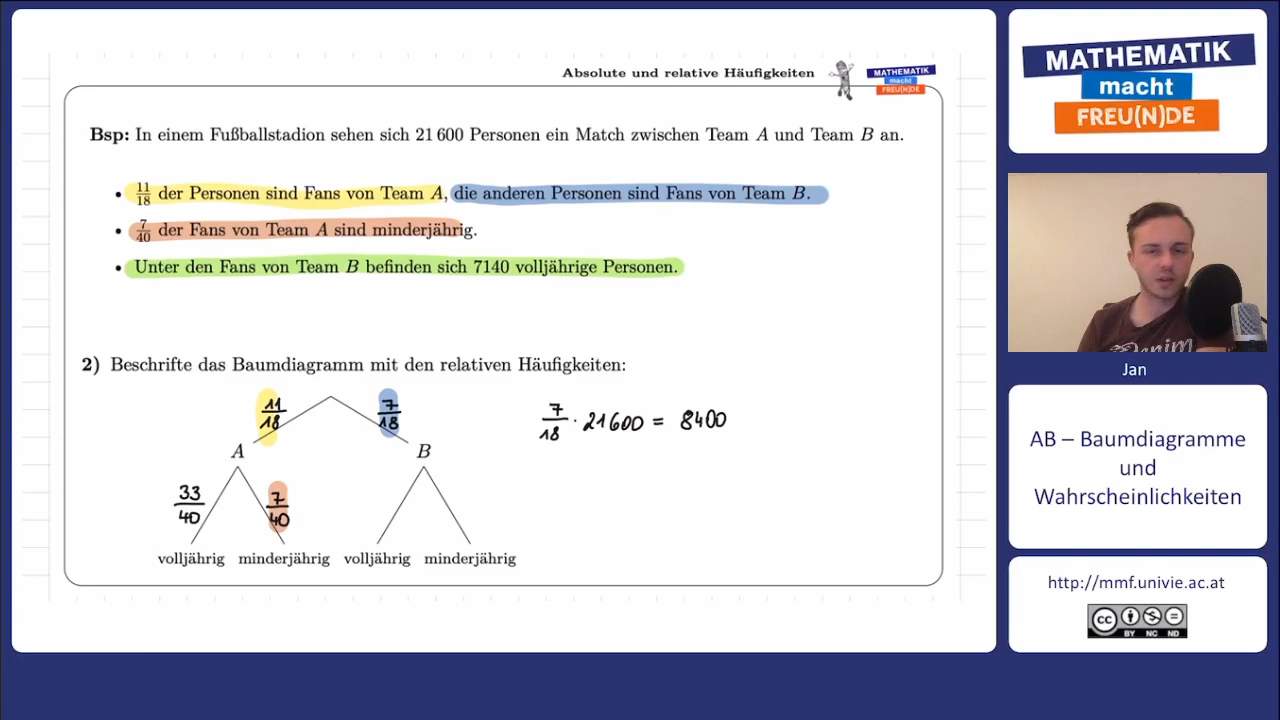 Absolute und relative Häufigkeiten
MATHEMATIK
macht
FREU(N)DE
Bsp: In einem Fußballstadion sehen sich 21 600 Personen ein Match zwischen Team A und Team B an.
• 11/18 der Personen sind Fans von Team A, die anderen Personen sind Fans von Team B.
• 7/40 der Fans von Team A sind minderjährig.
• Unter den Fans von Team B befinden sich 7140 volljährige Personen.
2) Beschrifte das Baumdiagramm mit den relativen Häufigkeiten:
11/18 7/18
7/18 · 21600 = 8400
A B
33/40 7/40
volljährig minderjährig volljährig minderjährig
MATHEMATIK
macht
FREU(N)DE
Denim
Jan
AB – Baumdiagramme
und
Wahrscheinlichkeiten
http://mmf.univie.ac.at
cc
BY NC ND